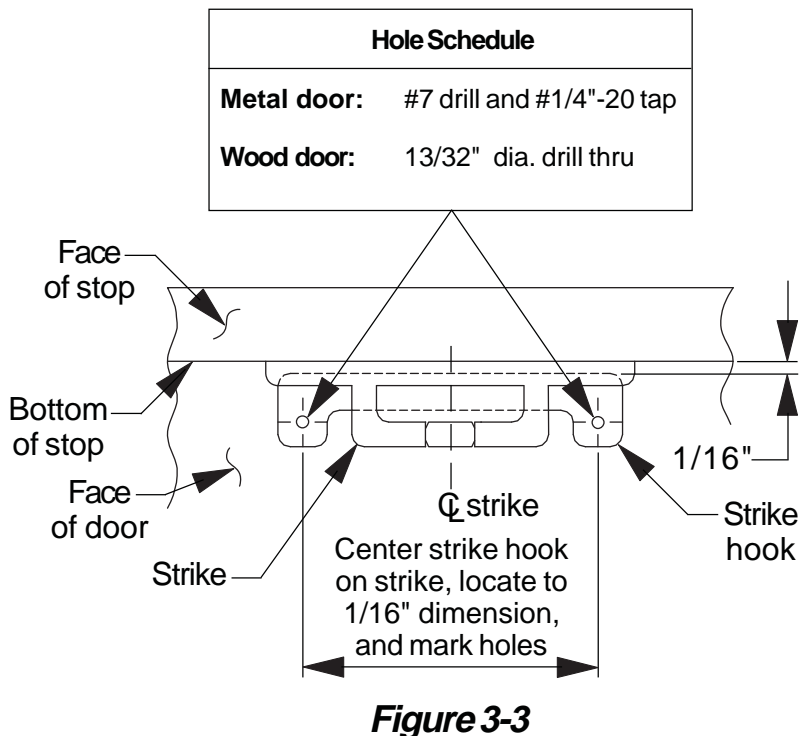 Hole Schedule
Metal door: #7 drill and #1/4"-20 tap
Wood door: 13/32" dia. drill thru
Face
of stop
Bottom
of stop
Face
of door
1/16"
Strike
℄ strike
Strike
hook
Center strike hook
on strike, locate to
1/16" dimension,
and mark holes
Figure 3-3